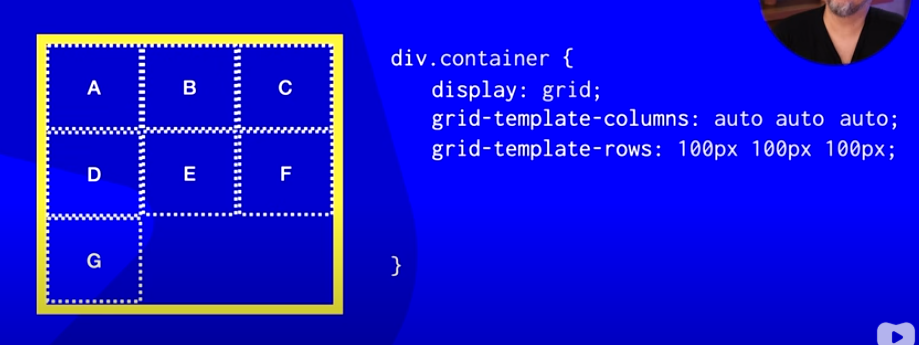 A B C
D E F
G
div.container {
display: grid;
grid-template-columns: auto auto auto;
grid-template-rows: 100px 100px 100px;
}